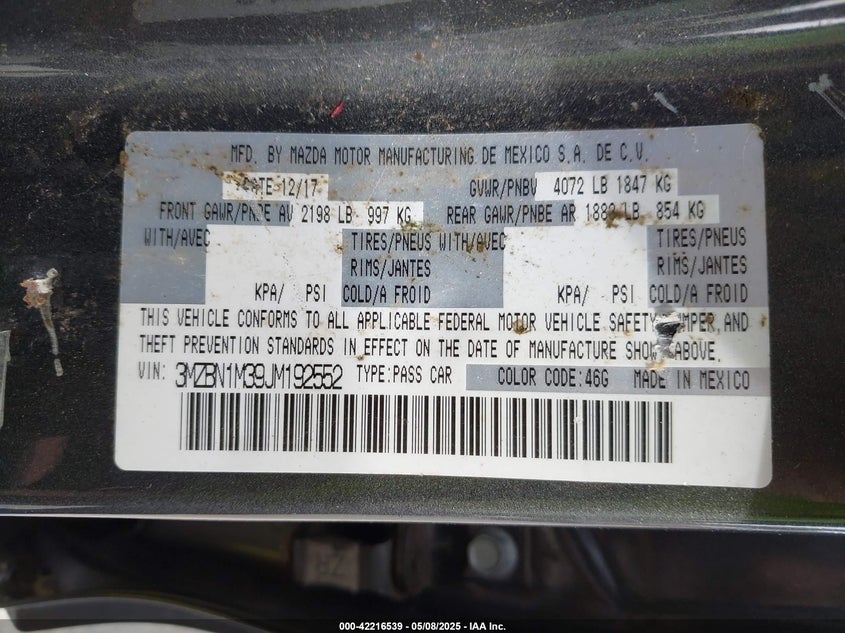 MFD. BY MAZDA MOTOR MANUFACTURING DE MEXICO S.A. DE C.V.
12/17 GVWR/PNBV 4072 LB 1847 KG
FRONT GAWR/PNBE AV 2198 LB 997 KG REAR GAWR/PNBE AR LB 854 KG
WITH/AVEC TIRES/PNEUS WITH/AVEC TIRES/PNEUS
RIMS/JANTES RIMS/JANTES
KPA/ PSI COLD/A FROID KPA/ PSI COLD/A FROID
THIS VEHICLE CONFORMS TO ALL APPLICABLE FEDERAL MOTOR VEHICLE SAFETY, AND
THEFT PREVENTION STANDARDS IN EFFECT ON THE DATE OF MANUFACTURE ABOVE.
VIN: 3MZBN1M39JM192552 TYPE:PASS CAR COLOR CODE:46G MADE IN MEXICO
000-42216539 - 05/08/2025 - IAA Inc.